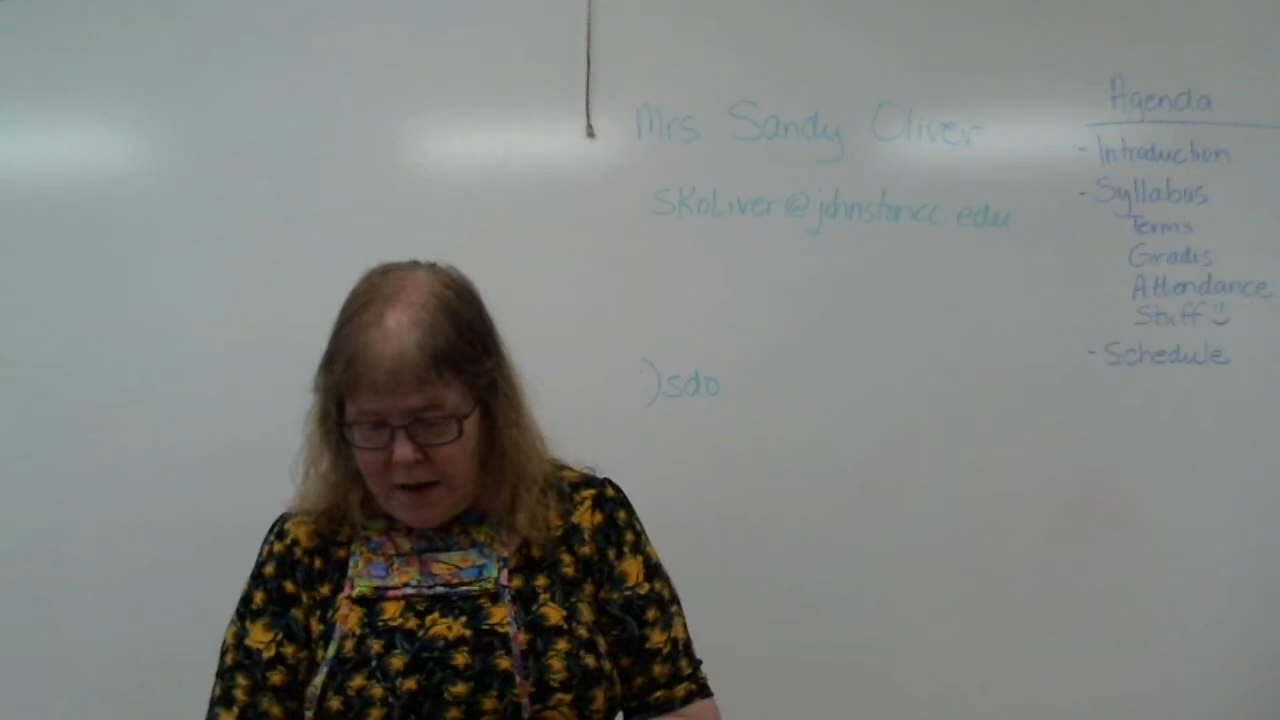 Mrs Sandy Oliver
SKoliver@johnstoncc.edu
:)sdo
Agenda
- Introduction
- Syllabus
Terms
Grades
Attendance
Stuff :)
- Schedule